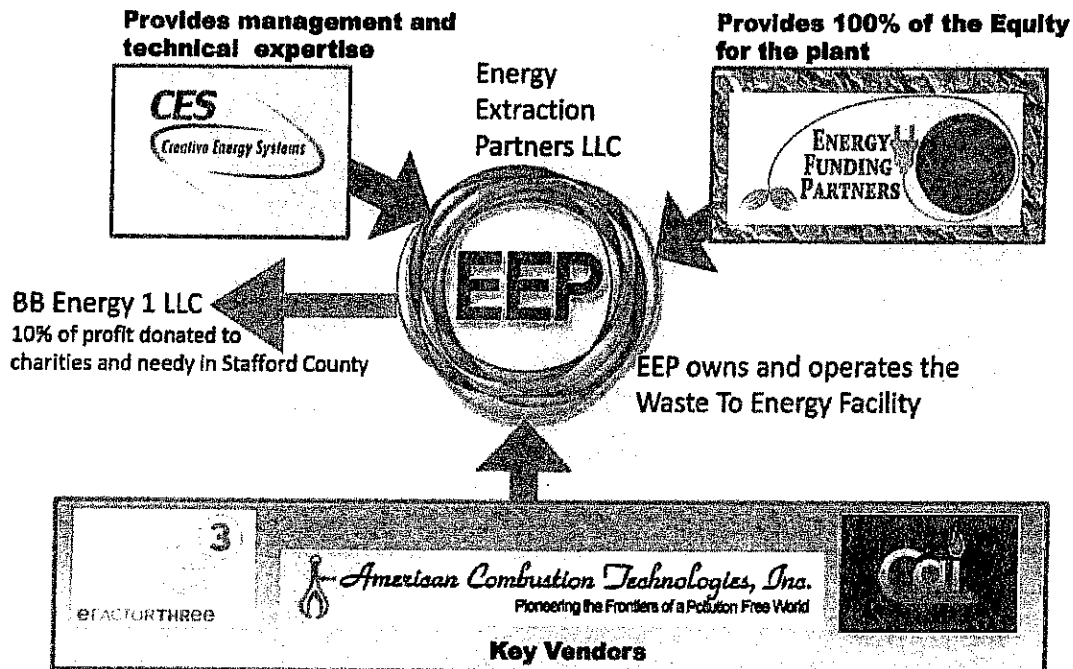 Provides management and
technical expertise
Provides 100% of the Equity
for the plant
CES
Creative Energy Systems
Energy
Extraction
Partners LLC
ENERGY
FUNDING
PARTNERS
EEP
BB Energy 1 LLC
10% of profit donated to
charities and needy in Stafford County
EEP owns and operates the
Waste To Energy Facility
3
eFACTORTHRee
American Combustion Technologies, Inc.
Pioneering the Frontiers of a Pollution Free World
Key Vendors